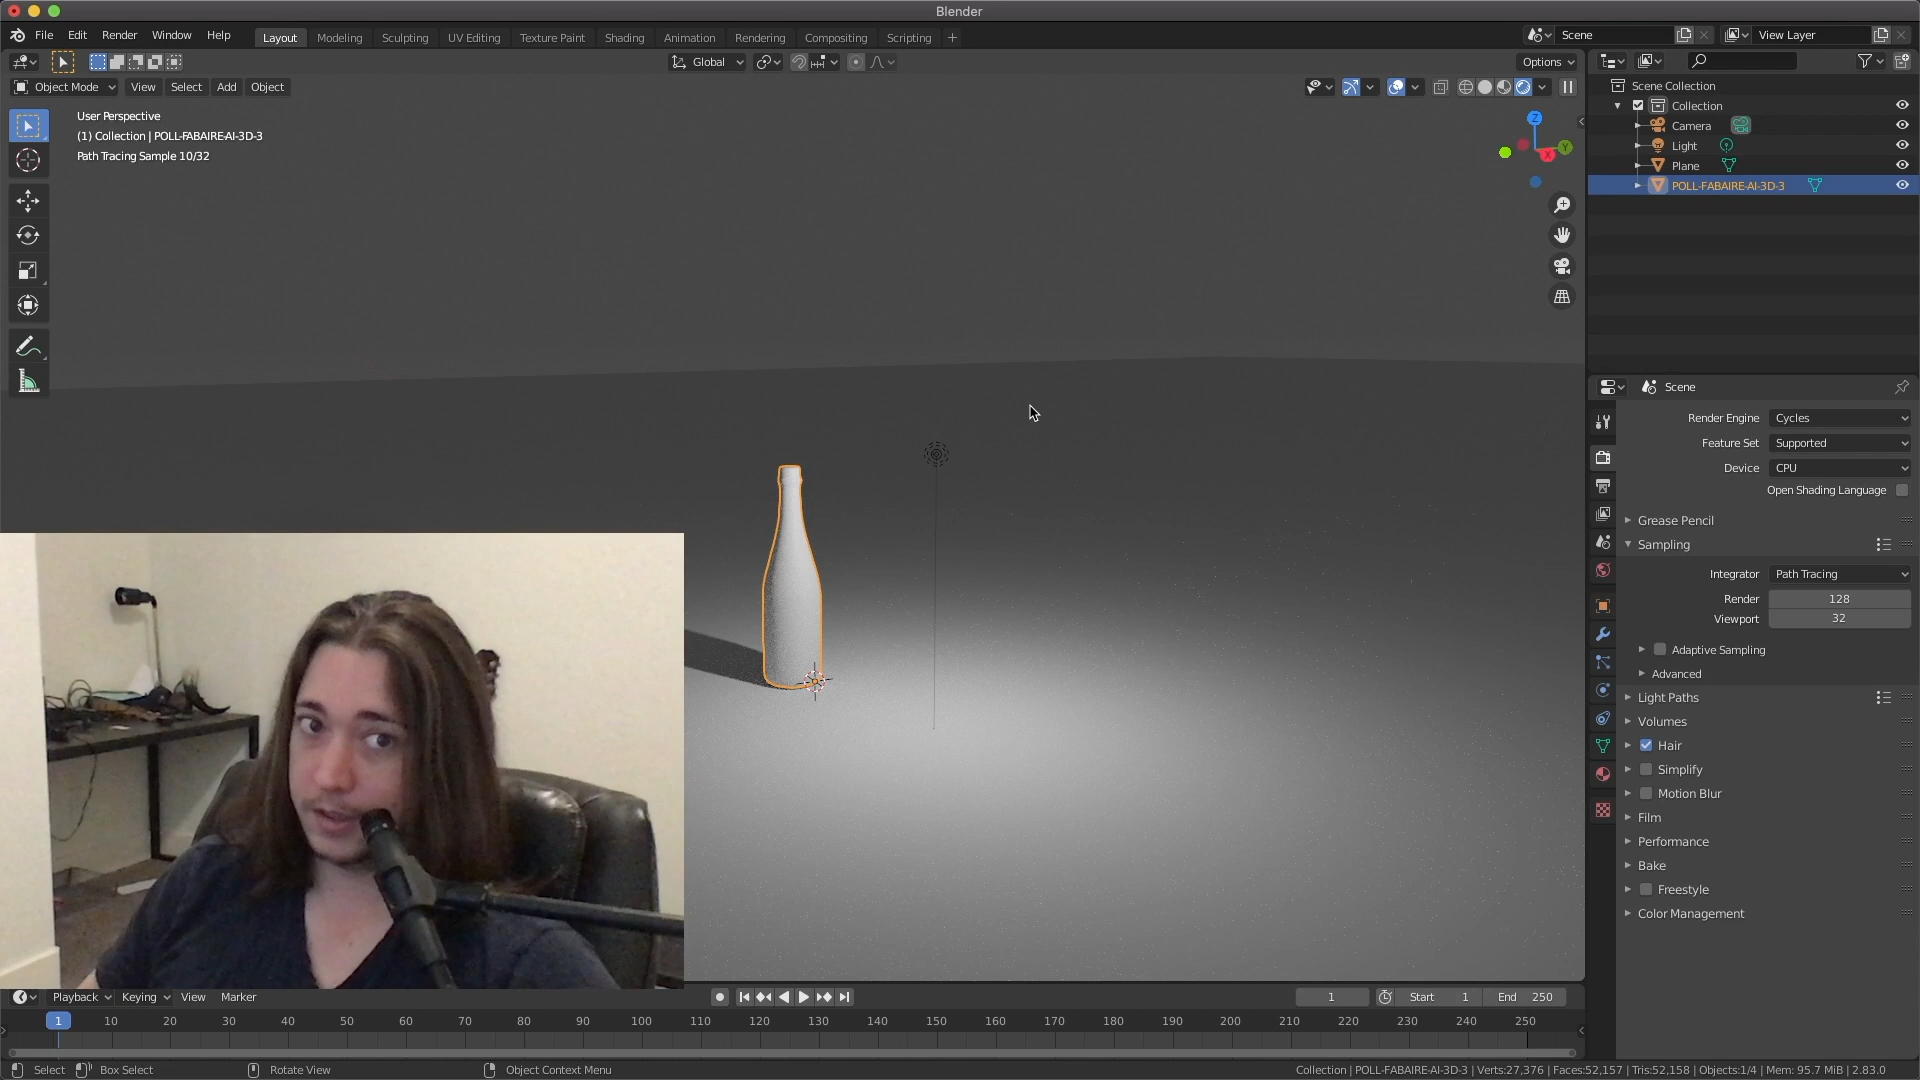 Blender
File Edit Render Window Help Layout Modeling Sculpting UV Editing Texture Paint Shading Animation Rendering Compositing Scripting + Scene View Layer
Global Options
Object Mode View Select Add Object
User Perspective
(1) Collection | POLL-FABAIRE-AI-3D-3
Path Tracing Sample 10/32
Z
Y
X
Scene Collection
Collection
Camera
Light
Plane
POLL-FABAIRE-AI-3D-3
Scene
Render Engine Cycles
Feature Set Supported
Device CPU
Open Shading Language
Grease Pencil
Sampling
Integrator Path Tracing
Render 128
Viewport 32
Adaptive Sampling
Advanced
Light Paths
Volumes
Hair
Simplify
Motion Blur
Film
Performance
Bake
Freestyle
Color Management
Playback Keying View Marker 1 Start 1 End 250
1 10 20 30 40 50 60 70 80 90 100 110 120 130 140 150 160 170 180 190 200 210 220 230 240 250
Select Box Select Rotate View Object Context Menu Collection | POLL-FABAIRE-AI-3D-3 | Verts:27,376 | Faces:52,157 | Tris:52,158 | Objects:1/4 | Mem: 95.7 MiB | 2.83.0